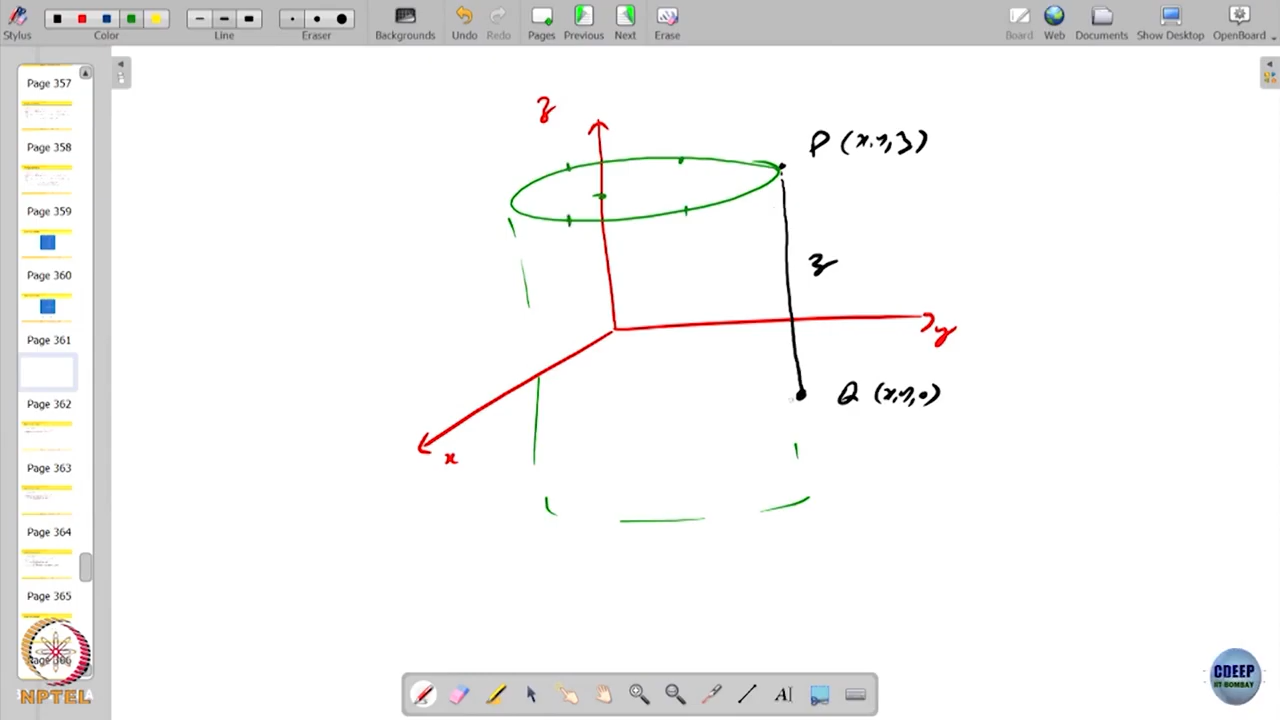 Stylus
Color
Line
Eraser
Backgrounds
Undo
Redo
Pages
Previous
Next
Erase
Board
Web
Documents
Show Desktop
OpenBoard
Page 357
Page 358
Page 359
Page 360
Page 361
Page 362
Page 363
Page 364
Page 365
z
P (x,y,z)
z
y
Q (x,y,0)
x
NPTEL
CDEEP
IIT BOMBAY